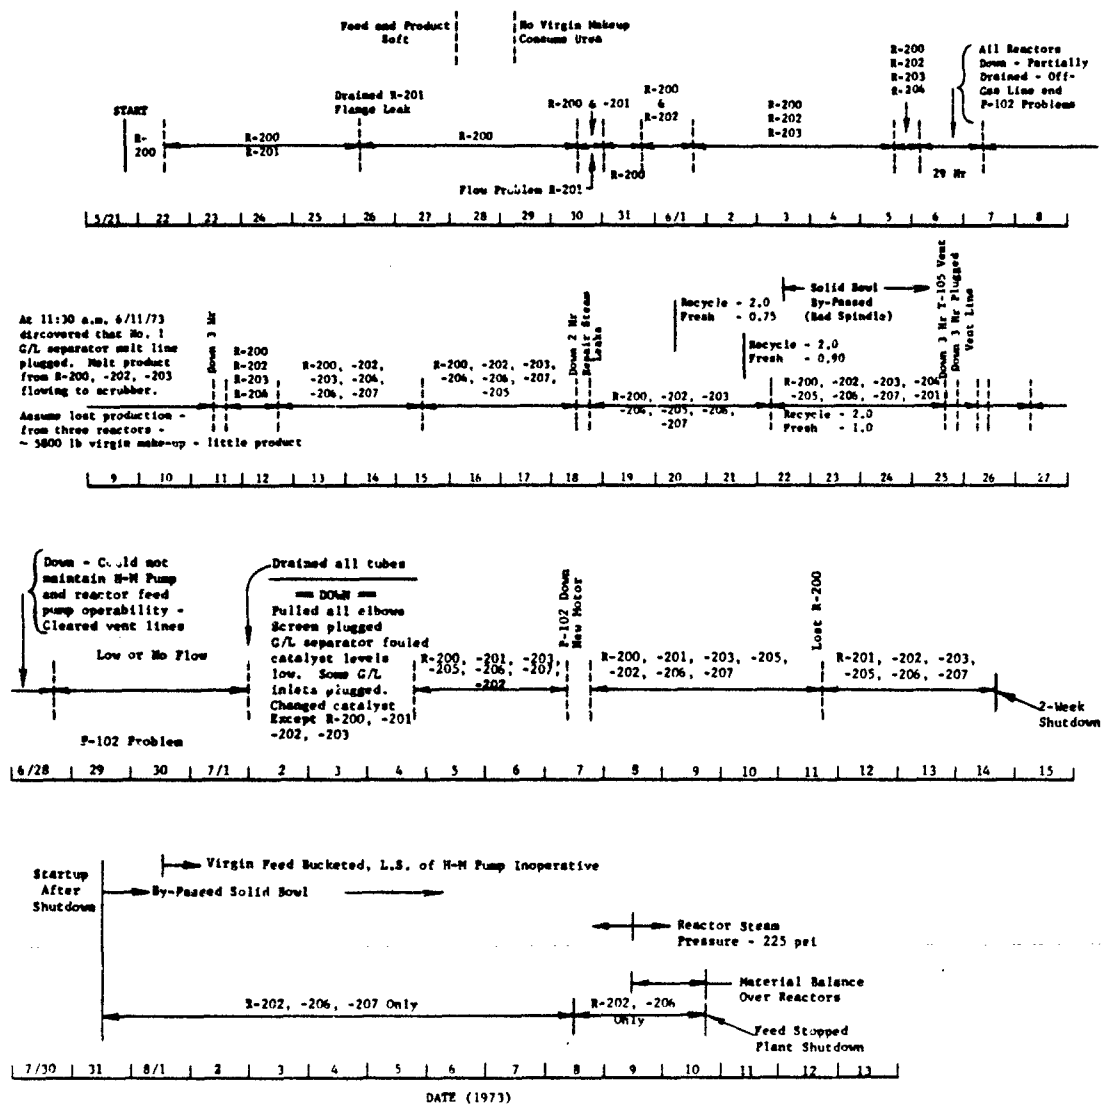 Feed and Product
Soft
No Virgin Makeup
Consume Urea
R-200
R-202
R-203
R-204
All Reactors
Down - Partially
Drained - Off-
Gas Line and
P-102 Problems
START
R-
200
R-200
R-201
Drained R-201
Flange Leak
R-200
R-200 & -201
Flow Problem R-201
R-200
R-200
&
R-202
R-200
R-202
R-203
29 Hr
5/21 22 23 24 25 26 27 28 29 30 31 6/1 2 3 4 5 6 7 8
At 11:30 a.m. 6/11/73
discovered that No. 1
G/L separator melt line
plugged. Melt product
from R-200, -202, -203
flowing to scrubber.
Assume lost production -
from three reactors -
~ 5800 lb virgin make-up - little product
Down 3 Hr
R-200
R-202
R-203
R-204
R-200, -202,
-203, -204,
-206, -207
R-200, -202, -203,
-204, -206, -207,
-205
Down 2 Hr
Repair Steam
Leaks
R-200, -202, -203
-204, -205, -206,
-207
Recycle - 2.0
Fresh - 0.75
Recycle - 2.0
Fresh - 0.90
Solid Bowl
By-Passed
(Bad Spindle)
R-200, -202, -203, -204
-205, -206, -207, -201
Recycle - 2.0
Fresh - 1.0
Down 3 Hr T-105 Vent
Down 3 Hr Plugged
Vent Line
9 10 11 12 13 14 15 16 17 18 19 20 21 22 23 24 25 26 27
Down - Could not
maintain H-M Pump
and reactor feed
pump operability -
Cleared vent lines
Low or No Flow
P-102 Problem
Drained all tubes
DOWN
Pulled all elbows
Screen plugged
G/L separator fouled
catalyst levels
low. Some G/L
inlets plugged.
Changed catalyst
Except R-200, -201
-202, -203
R-200, -201, -203,
-205, -206, -207,
-202
P-102 Down
New Motor
R-200, -201, -203, -205,
-202, -206, -207
Lost R-200
R-201, -202, -203,
-205, -206, -207
2-Week
Shutdown
6/28 29 30 7/1 2 3 4 5 6 7 8 9 10 11 12 13 14 15
Startup
After
Shutdown
Virgin Feed Bucketed, L.S. of H-M Pump Inoperative
By-Passed Solid Bowl
Reactor Steam
Pressure - 225 psi
Material Balance
Over Reactors
R-202, -206, -207 Only
R-202, -206
Only
Feed Stopped
Plant Shutdown
7/30 31 8/1 2 3 4 5 6 7 8 9 10 11 12 13
DATE (1973)